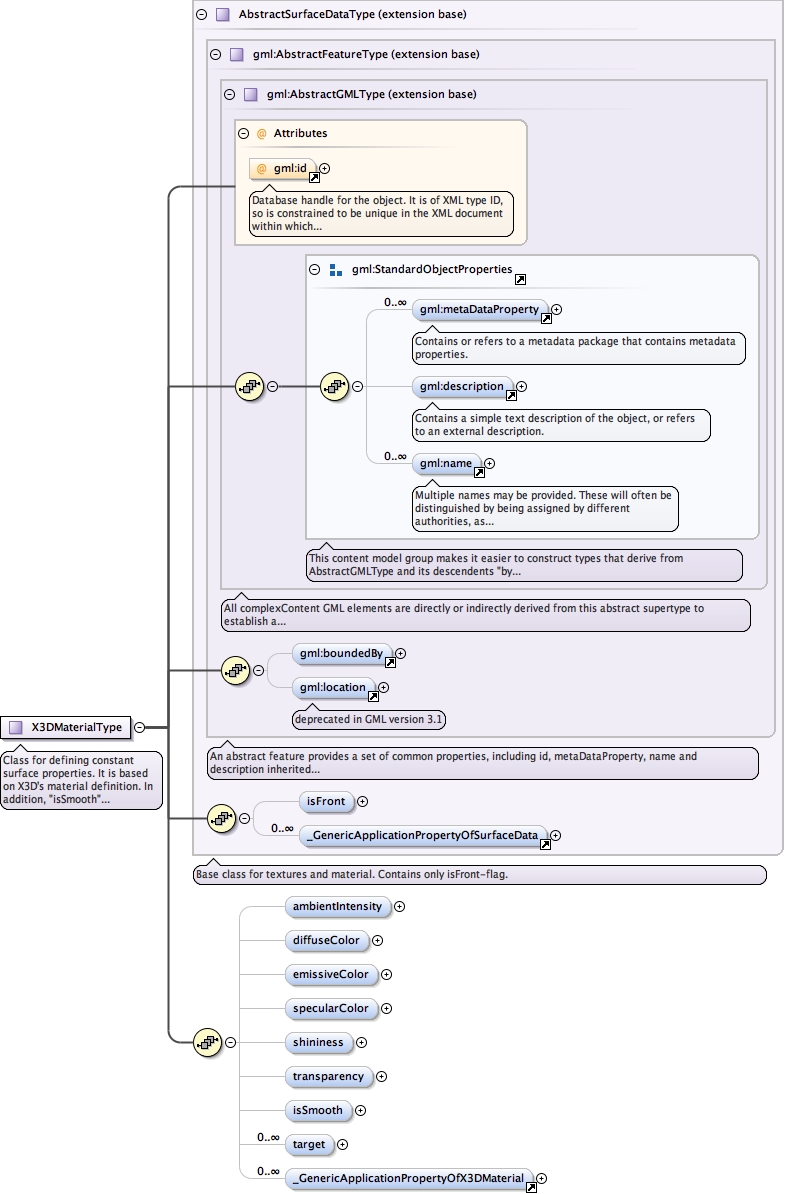 AbstractSurfaceDataType (extension base)
gml:AbstractFeatureType (extension base)
gml:AbstractGMLType (extension base)
@ Attributes
@ gml:id
Database handle for the object. It is of XML type ID,
so is constrained to be unique in the XML document
within which...
gml:StandardObjectProperties
0..∞
gml:metaDataProperty
Contains or refers to a metadata package that contains metadata
properties.
gml:description
Contains a simple text description of the object, or refers
to an external description.
0..∞
gml:name
Multiple names may be provided. These will often be
distinguished by being assigned by different
authorities, as...
This content model group makes it easier to construct types that derive from
AbstractGMLType and its descendents "by...
All complexContent GML elements are directly or indirectly derived from this abstract supertype to
establish a...
gml:boundedBy
gml:location
deprecated in GML version 3.1
X3DMaterialType
Class for defining constant
surface properties. It is based
on X3D's material definition. In
addition, "isSmooth"...
An abstract feature provides a set of common properties, including id, metaDataProperty, name and
description inherited...
isFront
0..∞
_GenericApplicationPropertyOfSurfaceData
Base class for textures and material. Contains only isFront-flag.
ambientIntensity
diffuseColor
emissiveColor
specularColor
shininess
transparency
isSmooth
0..∞
target
0..∞
_GenericApplicationPropertyOfX3DMaterial